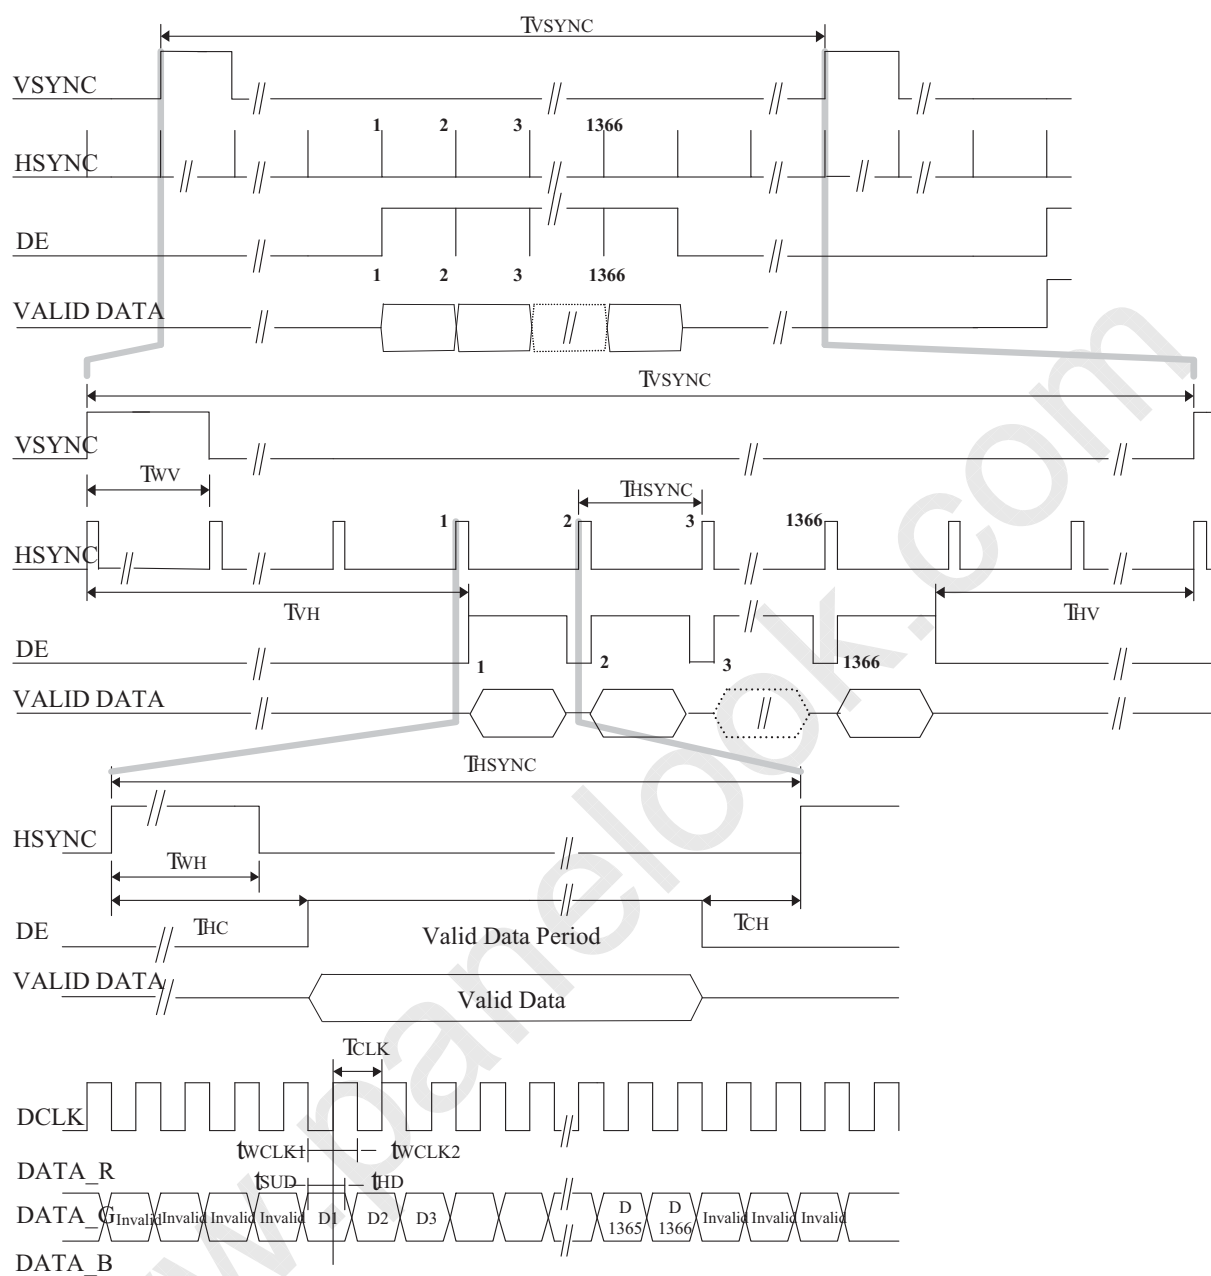 TVSYNC
VSYNC
1 2 3 1366
HSYNC
DE
1 2 3 1366
VALID DATA
TVSYNC
VSYNC
TWV
THSYNC
1 2 3 1366
HSYNC
TVH THV
DE
1 2 3 1366
VALID DATA
THSYNC
HSYNC
TWH
THC TCH
DE Valid Data Period
VALID DATA
Valid Data
TCLK
DCLK
tWCLK1 tWCLK2
DATA_R
tSUD tHD
DATA_G Invalid Invalid Invalid Invalid D1 D2 D3 D 1365 D 1366 Invalid Invalid Invalid
DATA_B
www.panelook.com